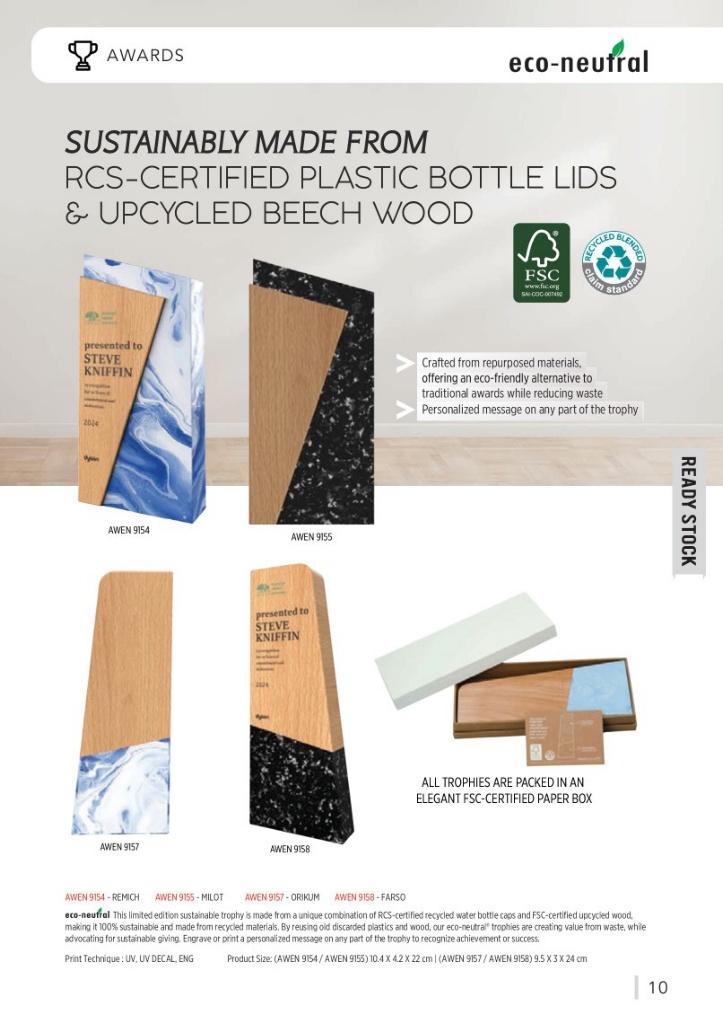 AWARDS
eco-neutral
SUSTAINABLY MADE FROM
RCS-CERTIFIED PLASTIC BOTTLE LIDS
& UPCYCLED BEECH WOOD
FSC
www.fsc.org
RECYCLED BLENDED
claim standard
presented to
STEVE
KNIFFIN
2024
Crafted from repurposed materials,
offering an eco-friendly alternative to
traditional awards while reducing waste
Personalized message on any part of the trophy
READY STOCK
AWEN 9154
AWEN 9155
presented to
STEVE
KNIFFIN
2024
ALL TROPHIES ARE PACKED IN AN
ELEGANT FSC-CERTIFIED PAPER BOX
AWEN 9157
AWEN 9158
AWEN 9154 - REMICH AWEN 9155 - MILOT AWEN 9157 - ORIKUM AWEN 9158 - FARSO
eco-neutral This limited edition sustainable trophy is made from a unique combination of RCS-certified recycled water bottle caps and FSC-certified upcycled wood,
making it 100% sustainable and made from recycled materials. By reusing old discarded plastics and wood, our eco-neutral® trophies are creating value from waste, while
advocating for sustainable giving. Engrave or print a personalized message on any part of the trophy to recognize achievement or success.
Print Technique : UV, UV DECAL, ENG Product Size: (AWEN 9154 / AWEN 9155) 10.4 X 4.2 X 22 cm | (AWEN 9157 / AWEN 9158) 9.5 X 3 X 24 cm
10